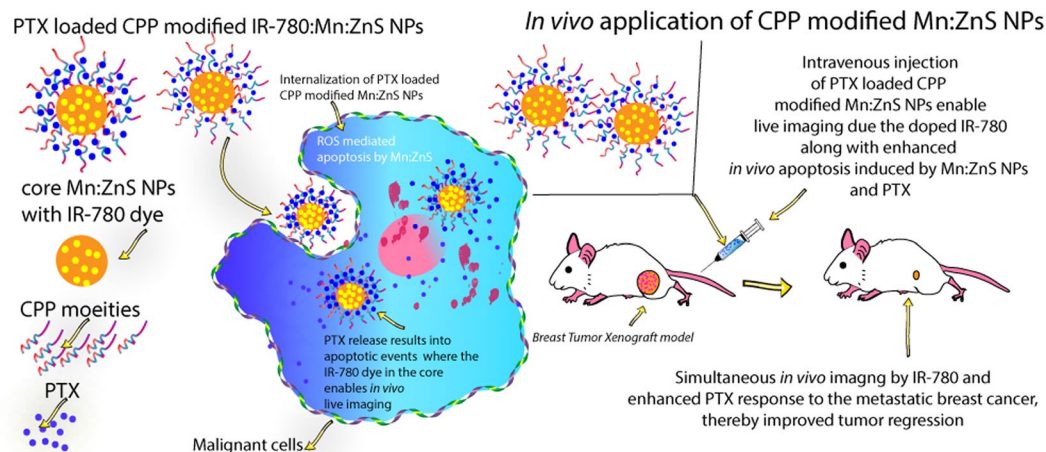 PTX loaded CPP modified IR-780:Mn:ZnS NPs
core Mn:ZnS NPs
with IR-780 dye
CPP moeities
PTX
Internalization of PTX loaded
CPP modified Mn:ZnS NPs
ROS mediated
apoptosis by Mn:ZnS
PTX release results into
apoptotic events where the
IR-780 dye in the core
enables in vivo
live imaging
Malignant cells
In vivo application of CPP modified Mn:ZnS NPs
Intravenous injection
of PTX loaded CPP
modified Mn:ZnS NPs enable
live imaging due the doped IR-780
along with enhanced
in vivo apoptosis induced by Mn:ZnS NPs
and PTX
Breast Tumor Xenograft model
Simultaneous in vivo imagng by IR-780 and
enhanced PTX response to the metastatic breast cancer,
thereby improved tumor regression